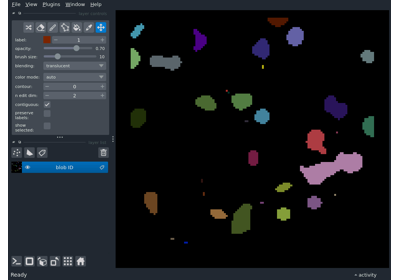 File View Plugins Window Help
label: 1
opacity: 0.70
brush size: 10
blending: translucent
color mode: auto
contour: 0
n edit dim: 2
contiguous:
preserve labels:
show selected:
blob ID
Ready
activity